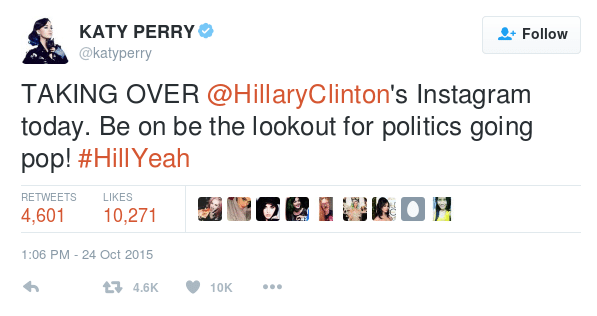 KATY PERRY
@katyperry
Follow
TAKING OVER @HillaryClinton's Instagram
today. Be on be the lookout for politics going
pop! #HillYeah
RETWEETS LIKES
4,601 10,271
1:06 PM - 24 Oct 2015
4.6K 10K